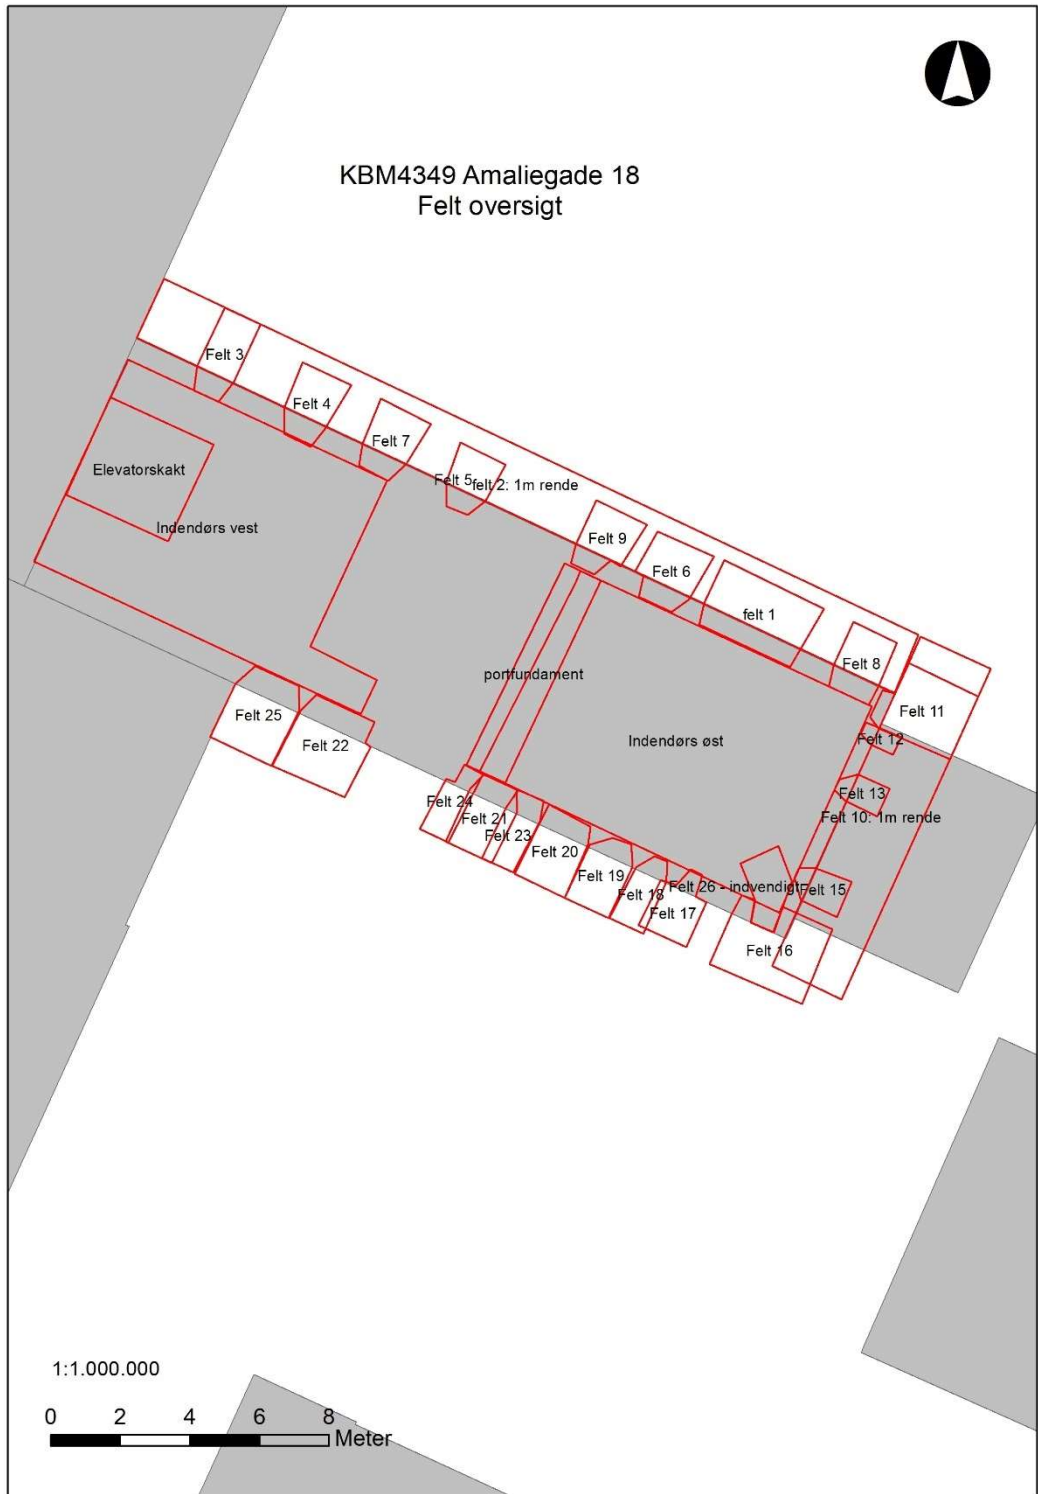 KBM4349 Amaliegade 18
Felt oversigt
Felt 3
Felt 4
Felt 7
Elevatorskakt
Felt 5
felt 2: 1m rende
Indendørs vest
Felt 9
Felt 6
felt 1
Felt 8
portfundament
Felt 11
Felt 25
Felt 12
Indendørs øst
Felt 22
Felt 13
Felt 24
Felt 10: 1m rende
Felt 21
Felt 23
Felt 20
Felt 19
Felt 26 - indvendigt
Felt 15
Felt 18
Felt 17
Felt 16
1:1.000.000
0 2 4 6 8
Meter